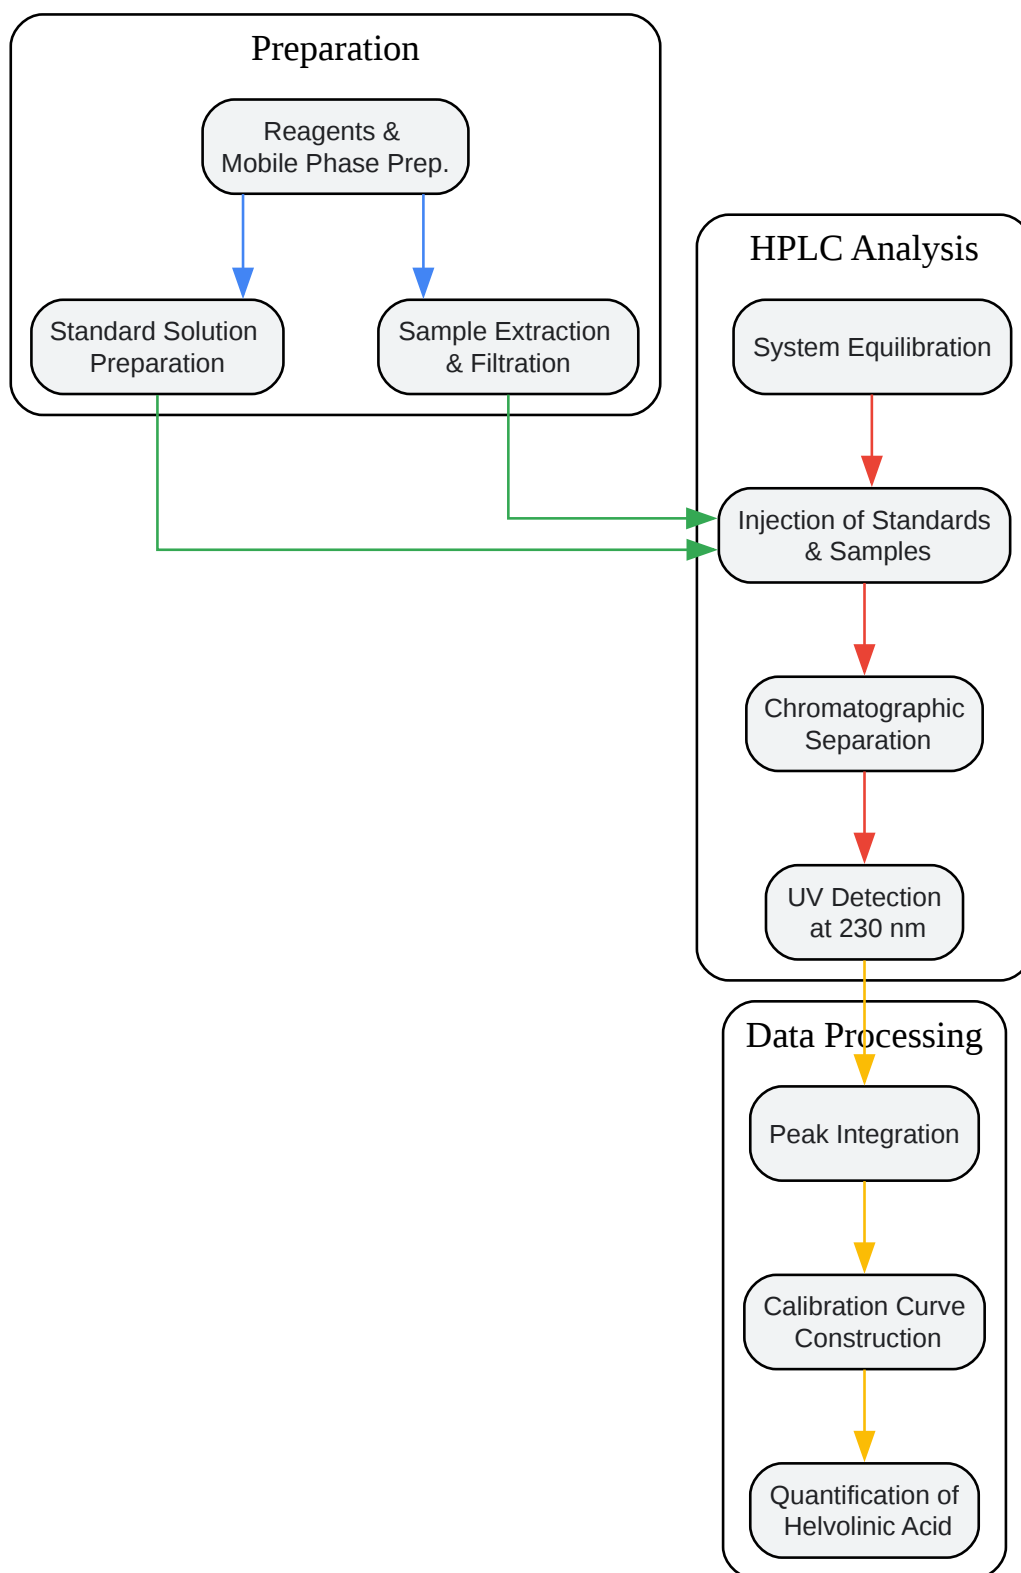 Preparation
Reagents &
Mobile Phase Prep.
Standard Solution
Preparation
Sample Extraction
& Filtration
HPLC Analysis
System Equilibration
Injection of Standards
& Samples
Chromatographic
Separation
UV Detection
at 230 nm
Data Processing
Peak Integration
Calibration Curve
Construction
Quantification of
Helvolinic Acid